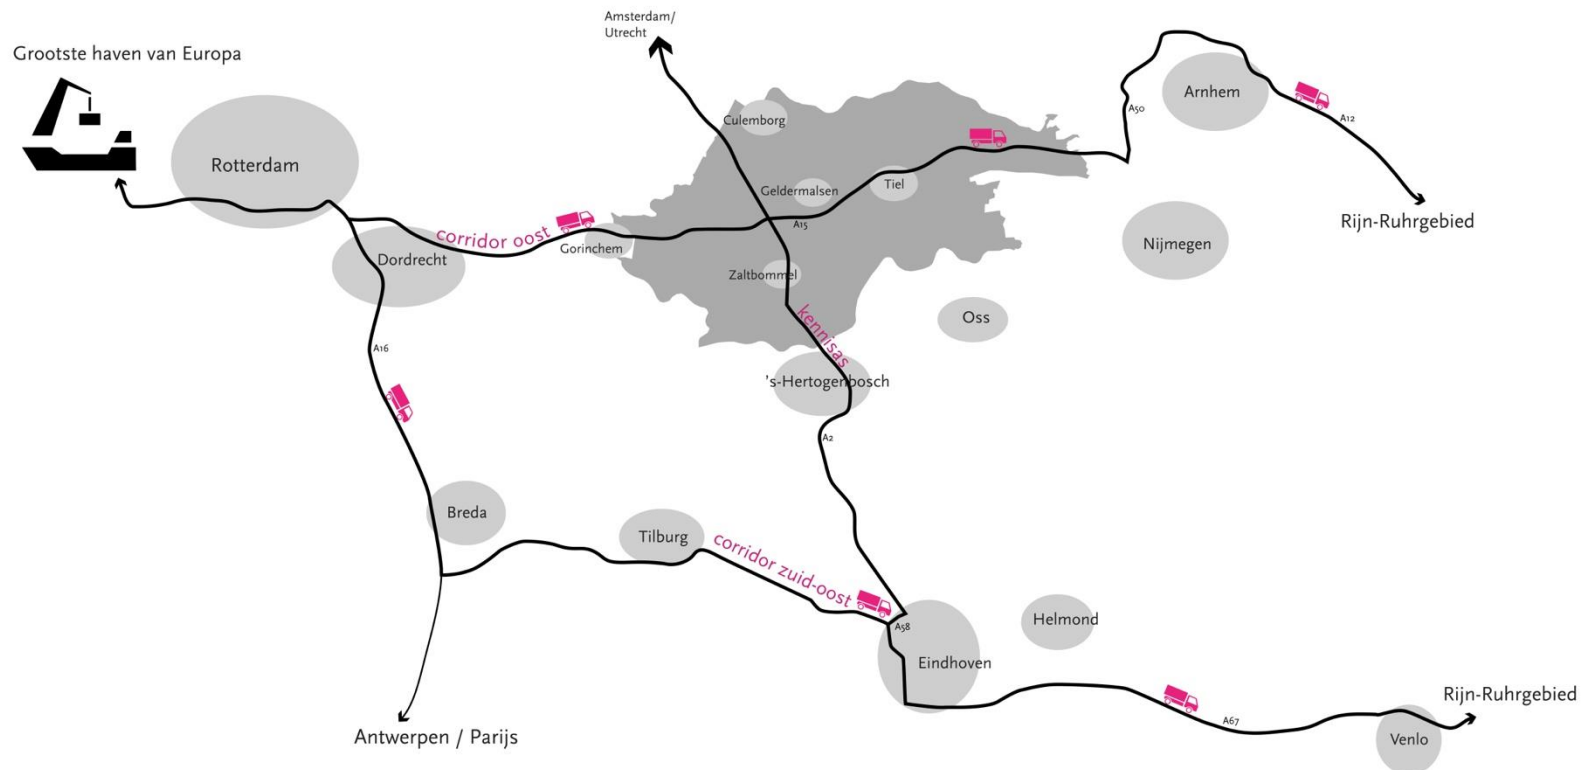 Amsterdam/
Utrecht
Grootste haven van Europa
Rotterdam
Culemborg
A50
Arnhem
A12
Geldermalsen
Tiel
A15
corridor oost
Gorinchem
Dordrecht
Zaltbommel
Nijmegen
Rijn-Ruhrgebied
Oss
kennisas
A16
's-Hertogenbosch
A2
Breda
Tilburg
corridor zuid-oost
A58
Helmond
Eindhoven
Antwerpen / Parijs
A67
Rijn-Ruhrgebied
Venlo